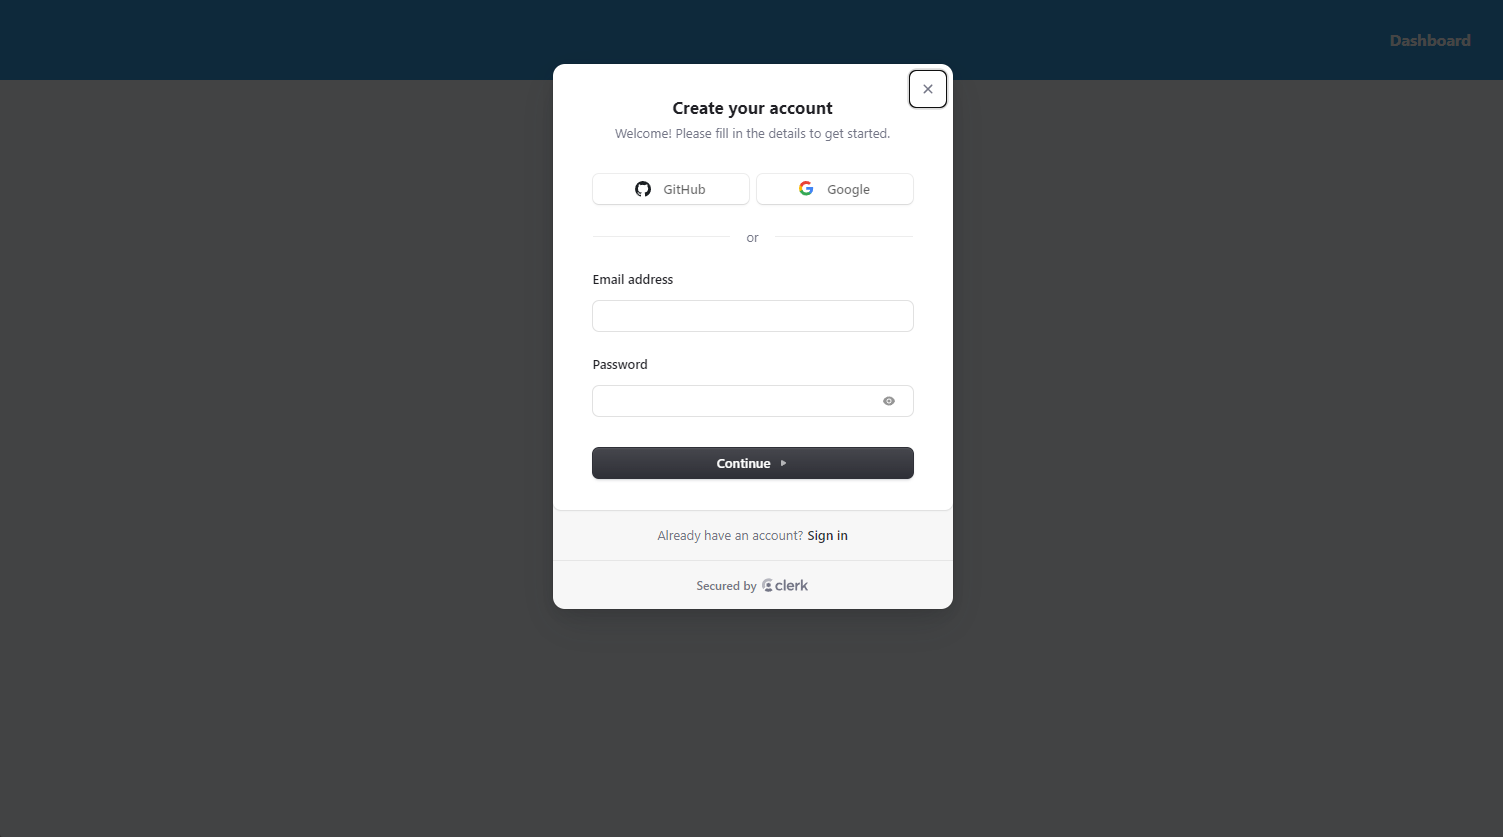 Dashboard
Create your account
Welcome! Please fill in the details to get started.
GitHub
Google
or
Email address
Password
Continue
Already have an account? Sign in
Secured by clerk